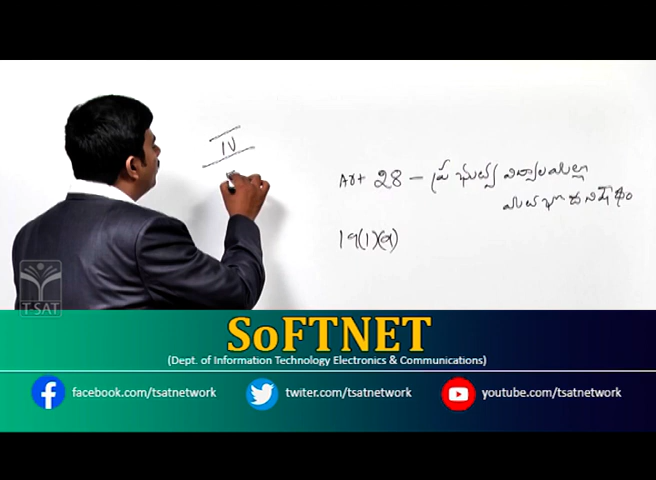 IV
Art 28 - ప్రభుత్వ విద్యాలయాల్లో
మత బోధ నిషేధం
19(1)(a)
T-SAT
SoFTNET
(Dept. of Information Technology Electronics & Communications)
facebook.com/tsatnetwork
twiter.com/tsatnetwork
youtube.com/tsatnetwork